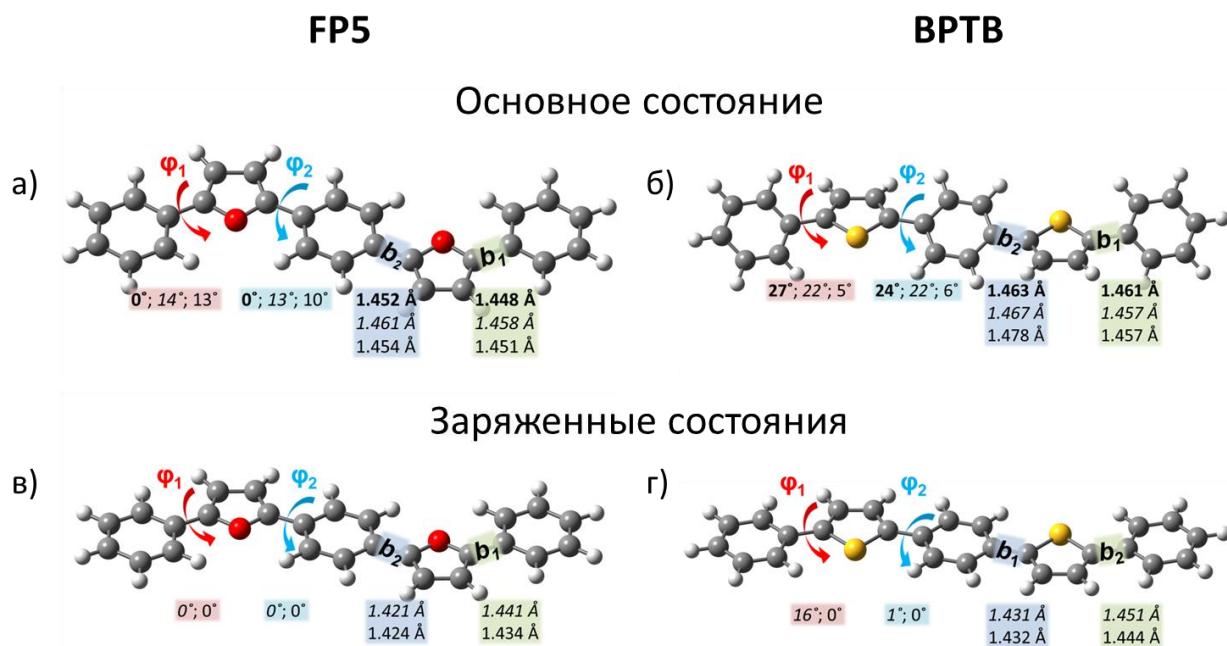 FP5 BPTB
Основное состояние
а) φ₁ φ₂ b₂ b₁
0°; 14°; 13° 0°; 13°; 10° 1.452 Å 1.448 Å
1.461 Å 1.458 Å
1.454 Å 1.451 Å
б) φ₁ φ₂ b₂ b₁
27°; 22°; 5° 24°; 22°; 6° 1.463 Å 1.461 Å
1.467 Å 1.457 Å
1.478 Å 1.457 Å
Заряженные состояния
в) φ₁ φ₂ b₂ b₁
0°; 0° 0°; 0° 1.421 Å 1.441 Å
1.424 Å 1.434 Å
г) φ₁ φ₂ b₁ b₂
16°; 0° 1°; 0° 1.431 Å 1.451 Å
1.432 Å 1.444 Å